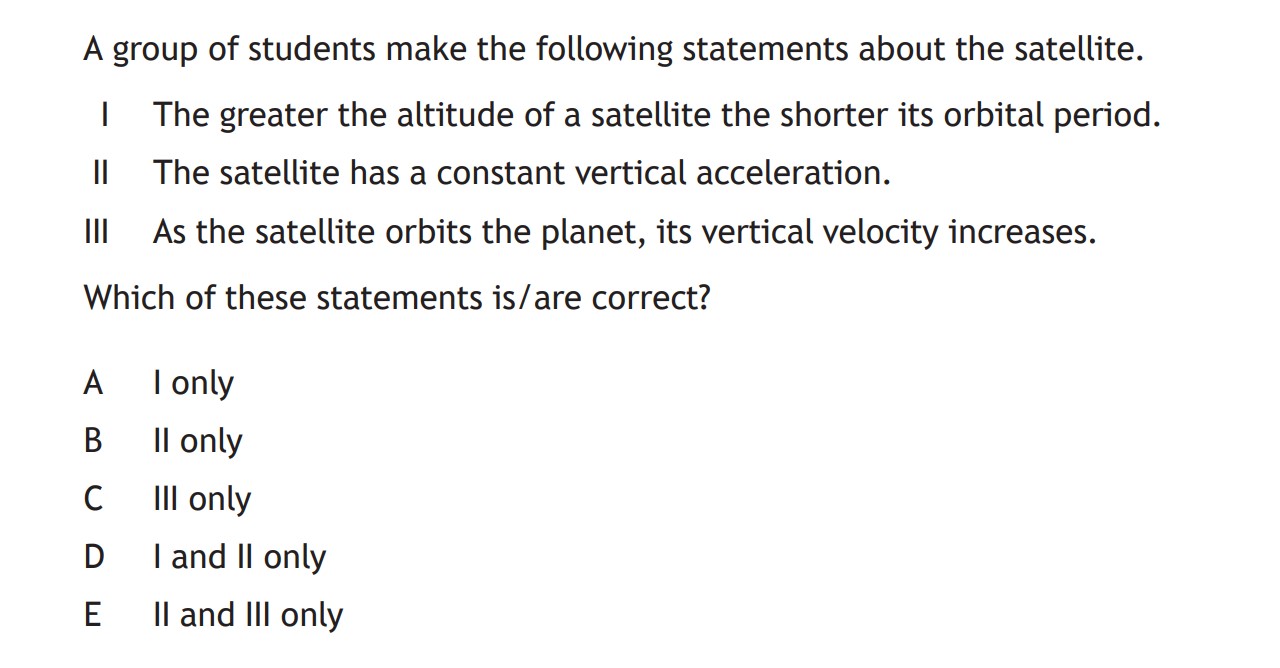 A group of students make the following statements about the satellite.
I The greater the altitude of a satellite the shorter its orbital period.
II The satellite has a constant vertical acceleration.
III As the satellite orbits the planet, its vertical velocity increases.
Which of these statements is/are correct?
A I only
B II only
C III only
D I and II only
E II and III only